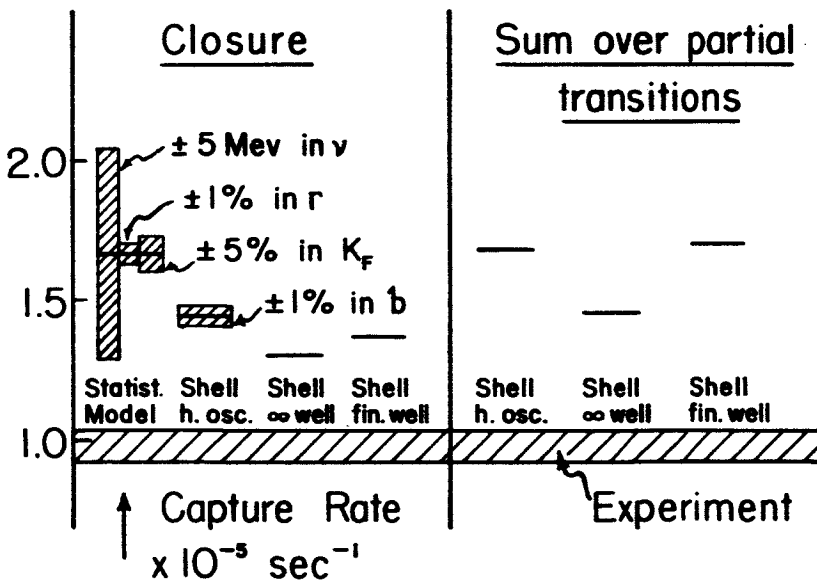 Closure
Sum over partial
transitions
2.0
1.5
1.0
± 5 Mev in ν
± 1% in r
± 5% in K_F
± 1% in b
Statist.
Model
Shell
h. osc.
Shell
∞ well
Shell
fin. well
Shell
h. osc.
Shell
∞ well
Shell
fin. well
Capture Rate
x 10⁻⁵ sec⁻¹
Experiment